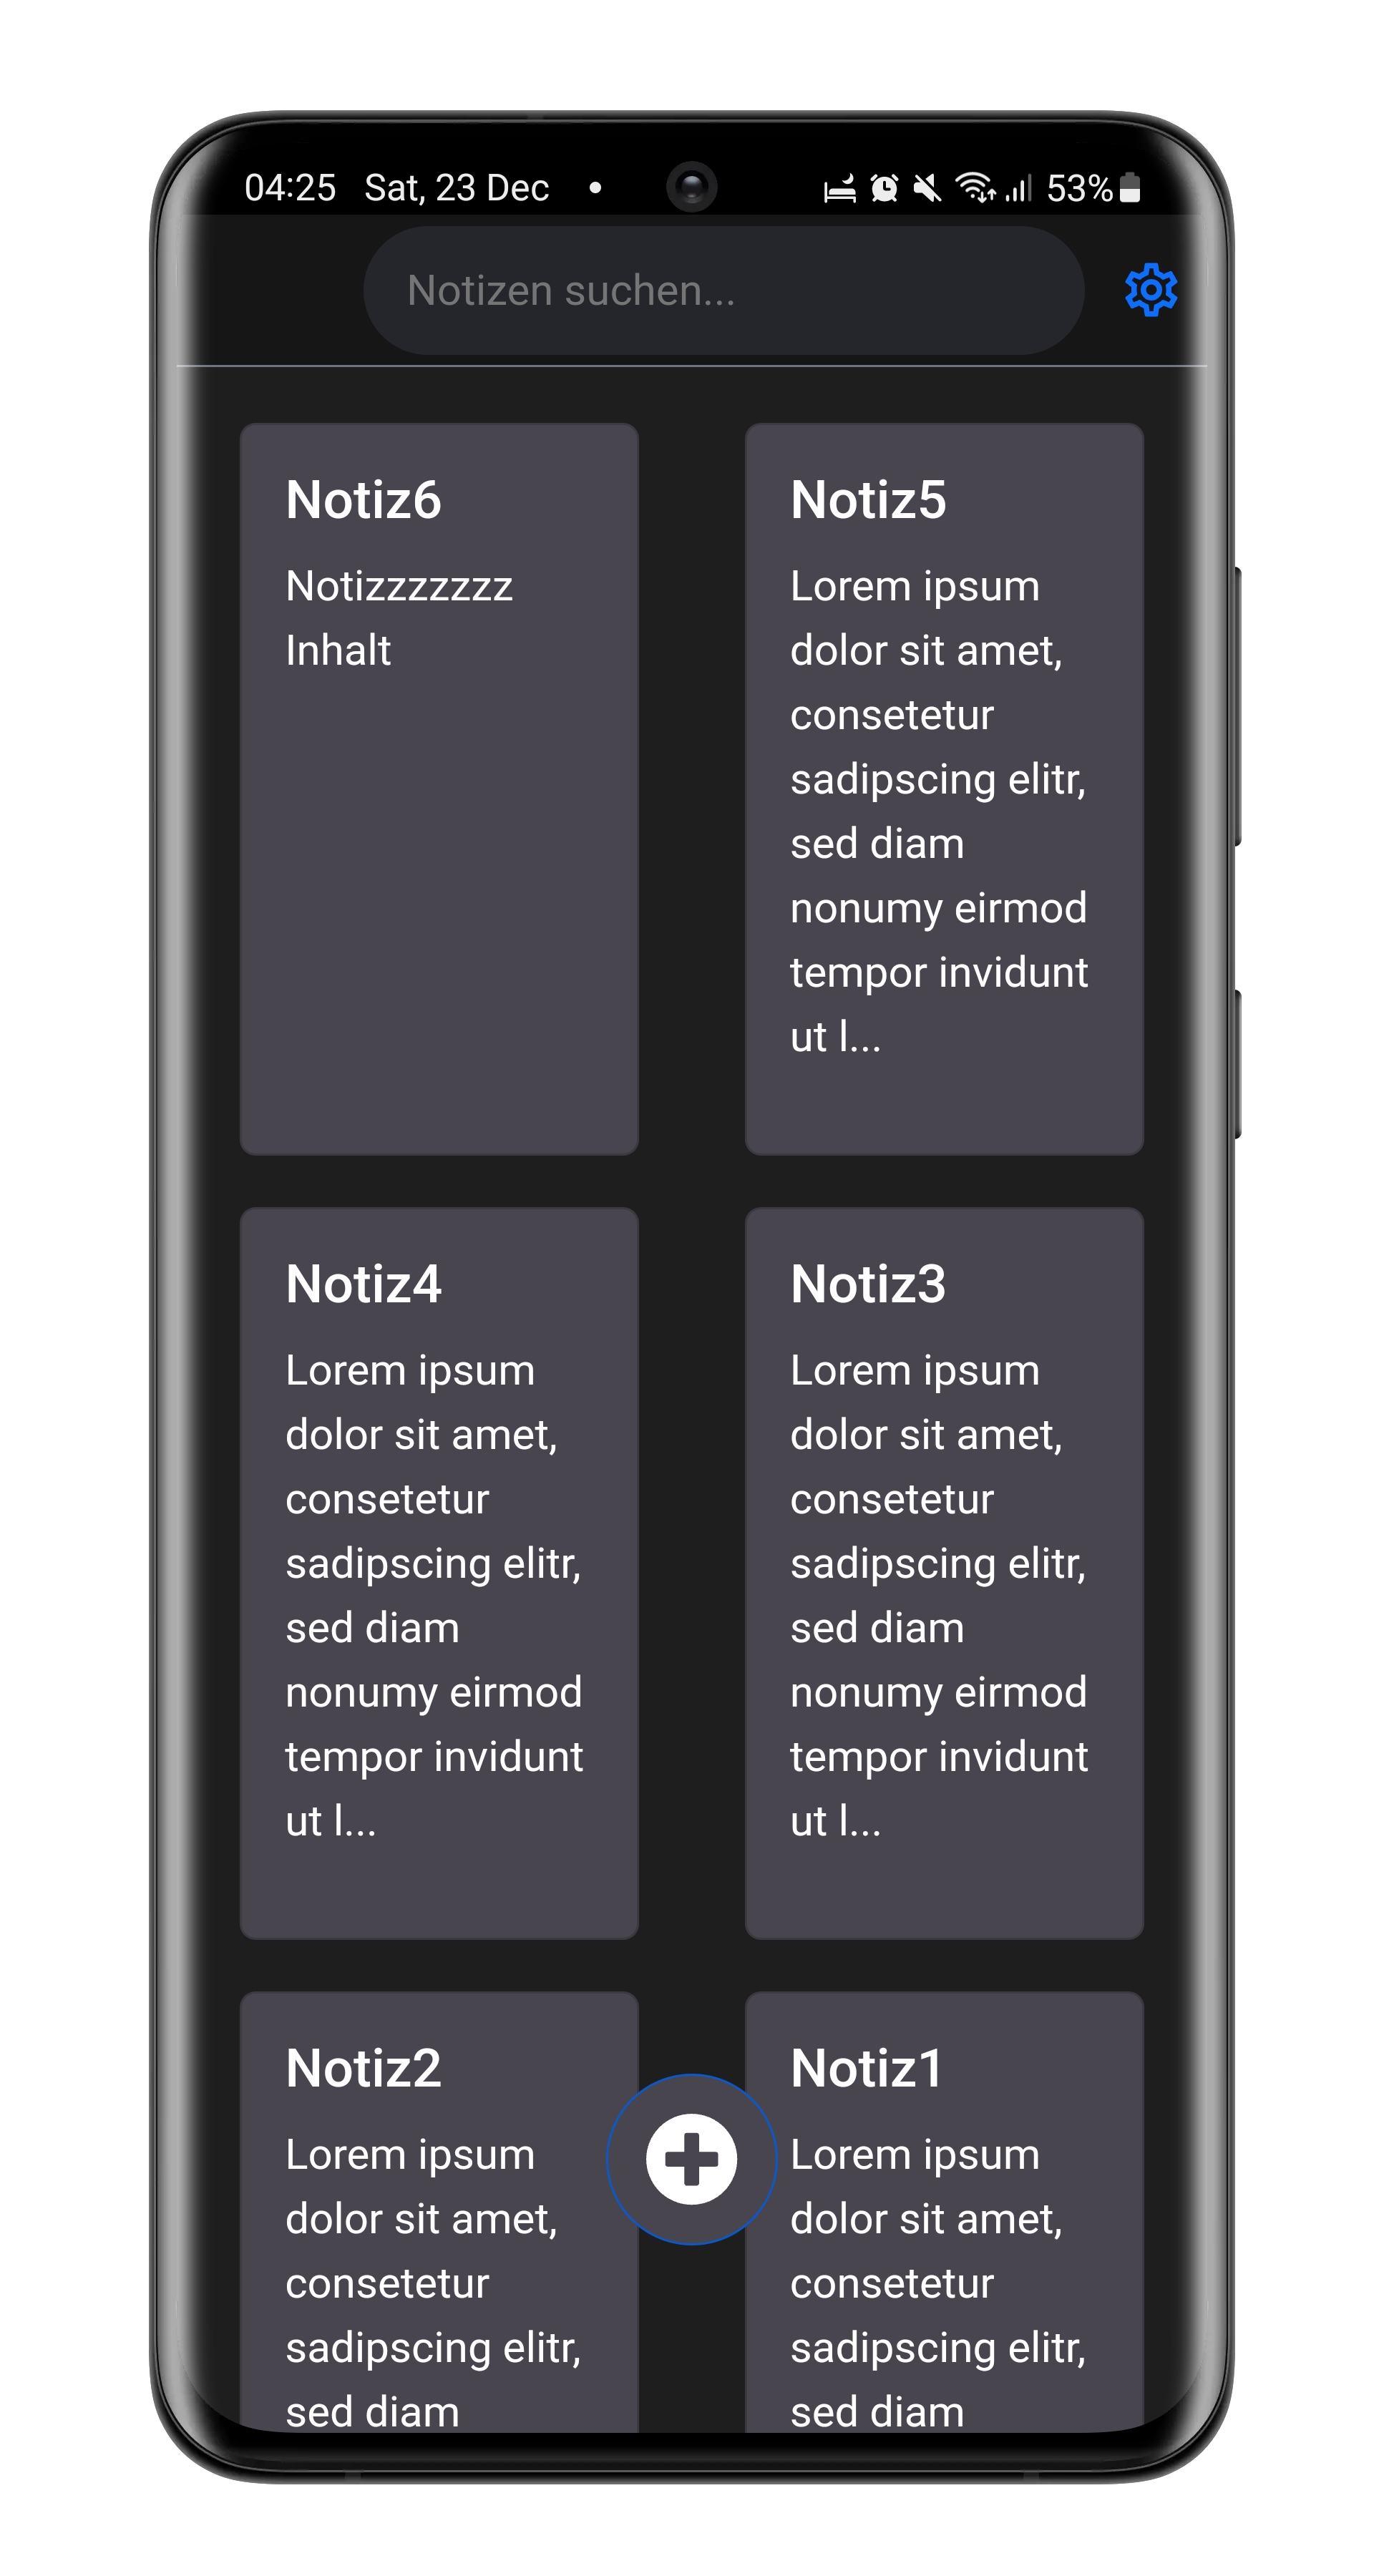 04:25 Sat, 23 Dec 53%
Notizen suchen...
Notiz6
Notizzzzzzz
Inhalt
Notiz5
Lorem ipsum
dolor sit amet,
consetetur
sadipscing elitr,
sed diam
nonumy eirmod
tempor invidunt
ut l...
Notiz4
Lorem ipsum
dolor sit amet,
consetetur
sadipscing elitr,
sed diam
nonumy eirmod
tempor invidunt
ut l...
Notiz3
Lorem ipsum
dolor sit amet,
consetetur
sadipscing elitr,
sed diam
nonumy eirmod
tempor invidunt
ut l...
Notiz2
Lorem ipsum
dolor sit amet,
consetetur
sadipscing elitr,
sed diam
Notiz1
Lorem ipsum
dolor sit amet,
consetetur
sadipscing elitr,
sed diam